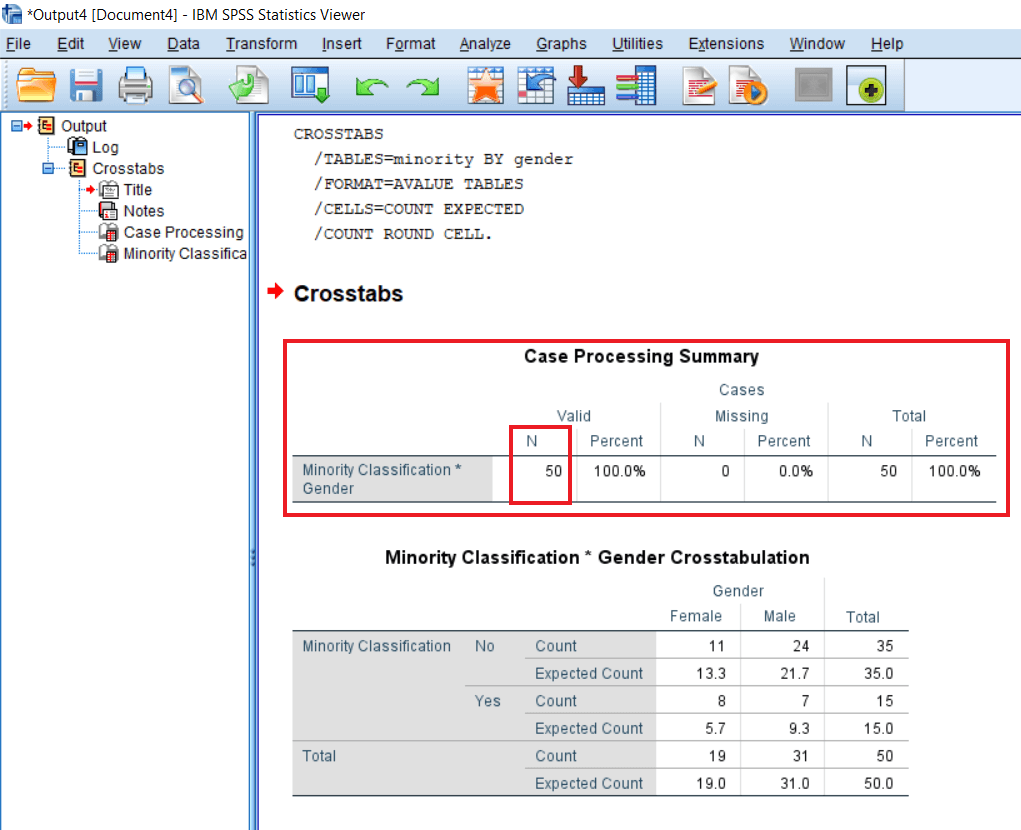 *Output4 [Document4] - IBM SPSS Statistics Viewer
File Edit View Data Transform Insert Format Analyze Graphs Utilities Extensions Window Help
Output
Log
Crosstabs
Title
Notes
Case Processing
Minority Classifica
CROSSTABS
/TABLES=minority BY gender
/FORMAT=AVALUE TABLES
/CELLS=COUNT EXPECTED
/COUNT ROUND CELL.
Crosstabs
Case Processing Summary
Cases
Valid Missing Total
N Percent N Percent N Percent
Minority Classification * 50 100.0% 0 0.0% 50 100.0%
Gender
Minority Classification * Gender Crosstabulation
Gender
Female Male Total
Minority Classification No Count 11 24 35
Expected Count 13.3 21.7 35.0
Yes Count 8 7 15
Expected Count 5.7 9.3 15.0
Total Count 19 31 50
Expected Count 19.0 31.0 50.0